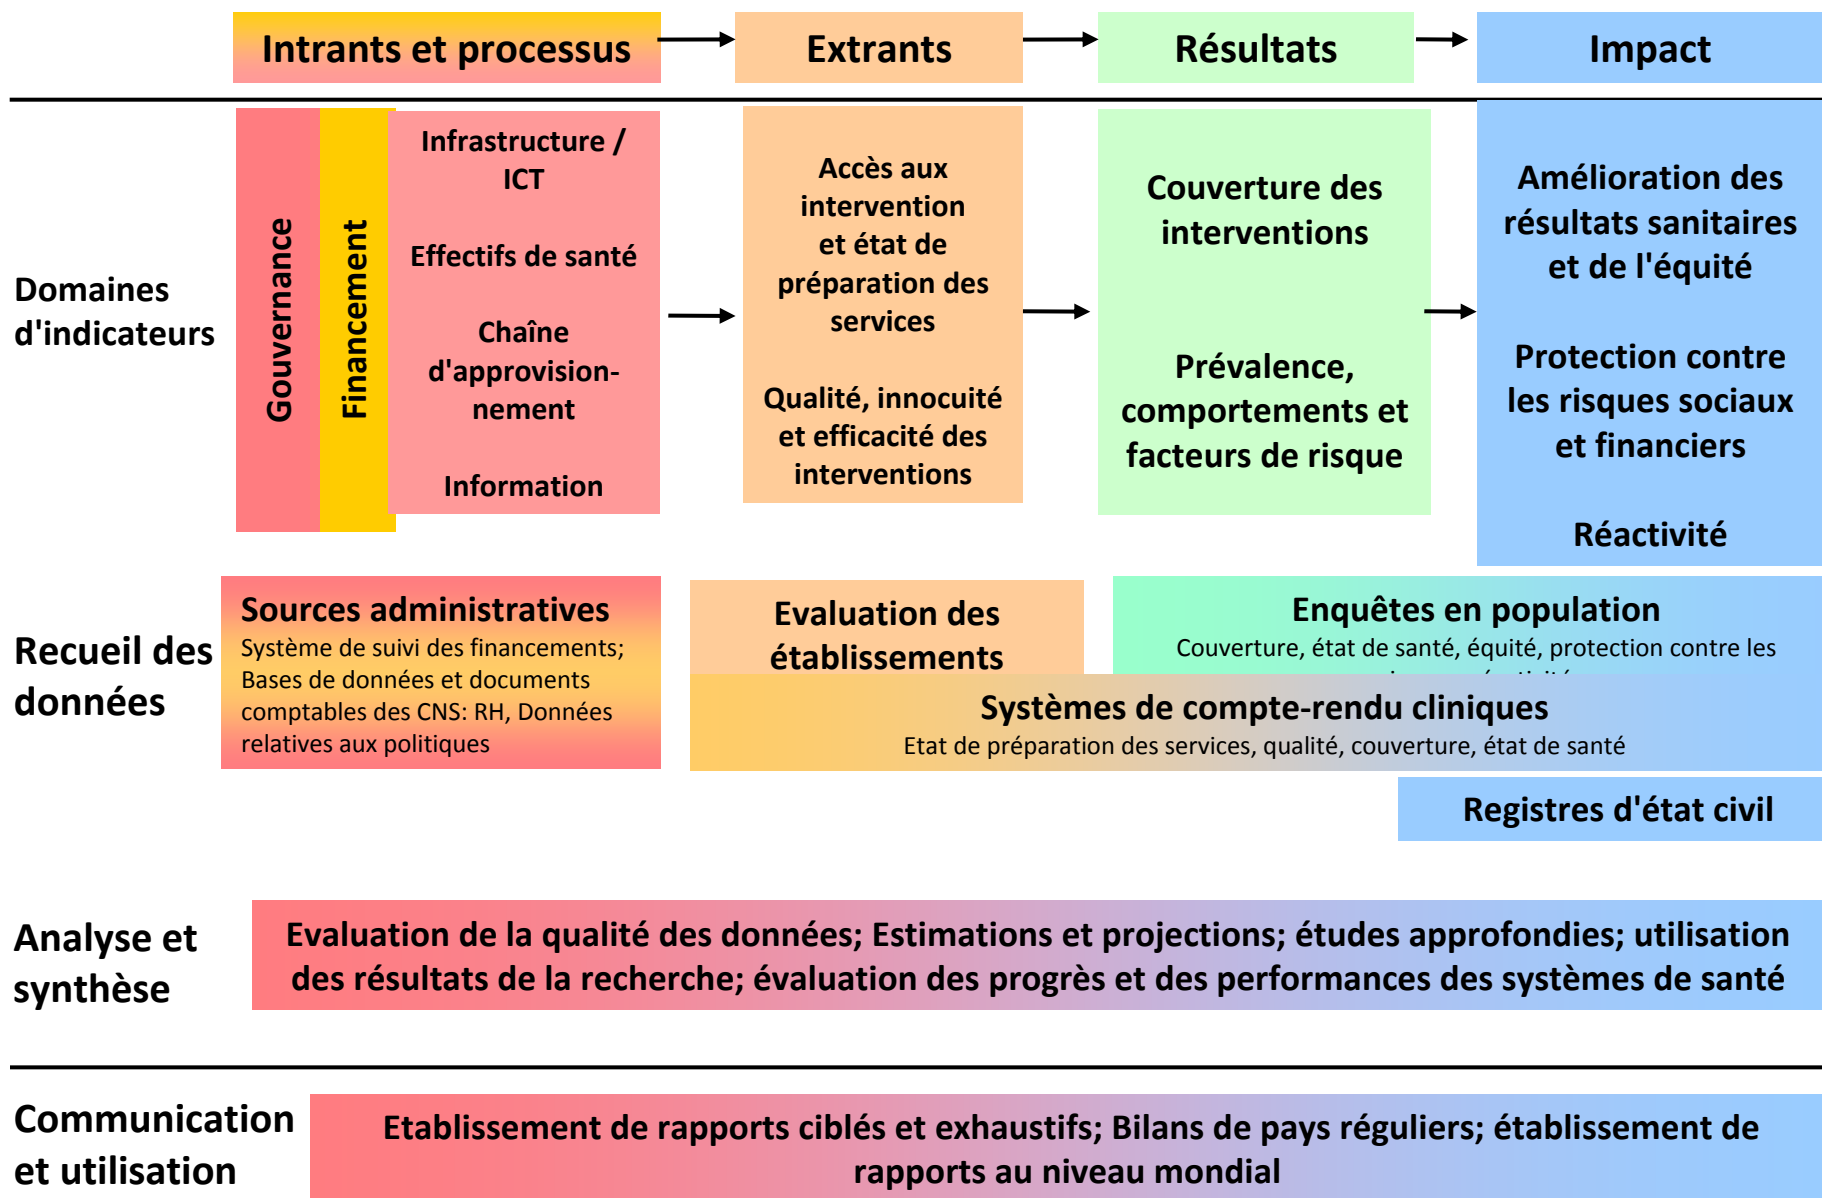 Intrants et processus
Extrants
Résultats
Impact
Domaines
d'indicateurs
Gouvernance
Financement
Infrastructure /
ICT
Effectifs de santé
Chaîne
d'approvision-
nement
Information
Accès aux
intervention
et état de
préparation des
services
Qualité, innocuité
et efficacité des
interventions
Couverture des
interventions
Prévalence,
comportements et
facteurs de risque
Amélioration des
résultats sanitaires
et de l'équité
Protection contre
les risques sociaux
et financiers
Réactivité
Recueil des
données
Sources administratives
Système de suivi des financements;
Bases de données et documents
comptables des CNS: RH, Données
relatives aux politiques
Evaluation des
établissements
Enquêtes en population
Couverture, état de santé, équité, protection contre les
Systèmes de compte-rendu cliniques
Etat de préparation des services, qualité, couverture, état de santé
Registres d'état civil
Analyse et
synthèse
Evaluation de la qualité des données; Estimations et projections; études approfondies; utilisation
des résultats de la recherche; évaluation des progrès et des performances des systèmes de santé
Communication
et utilisation
Etablissement de rapports ciblés et exhaustifs; Bilans de pays réguliers; établissement de
rapports au niveau mondial